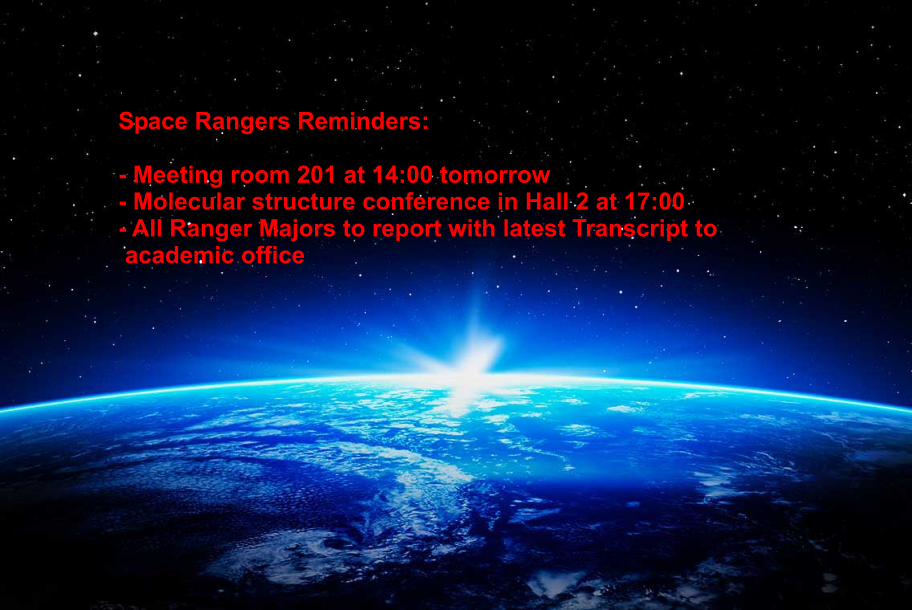 Space Rangers Reminders:
- Meeting room 201 at 14:00 tomorrow
- Molecular structure conference in Hall 2 at 17:00
- All Ranger Majors to report with latest Transcript to
academic office